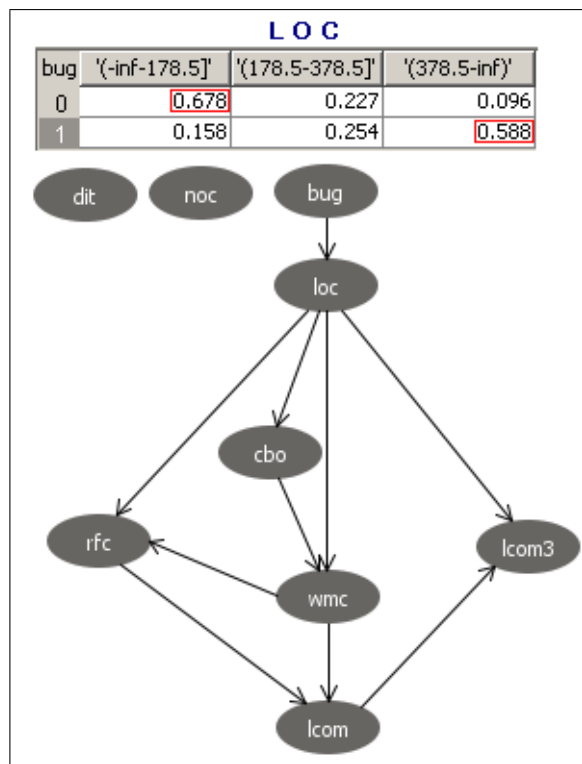 L O C
bug '(-inf-178.5]' '(178.5-378.5]' '(378.5-inf)'
0 0.678 0.227 0.096
1 0.158 0.254 0.588
dit noc bug
loc
cbo
rfc lcom3
wmc
lcom